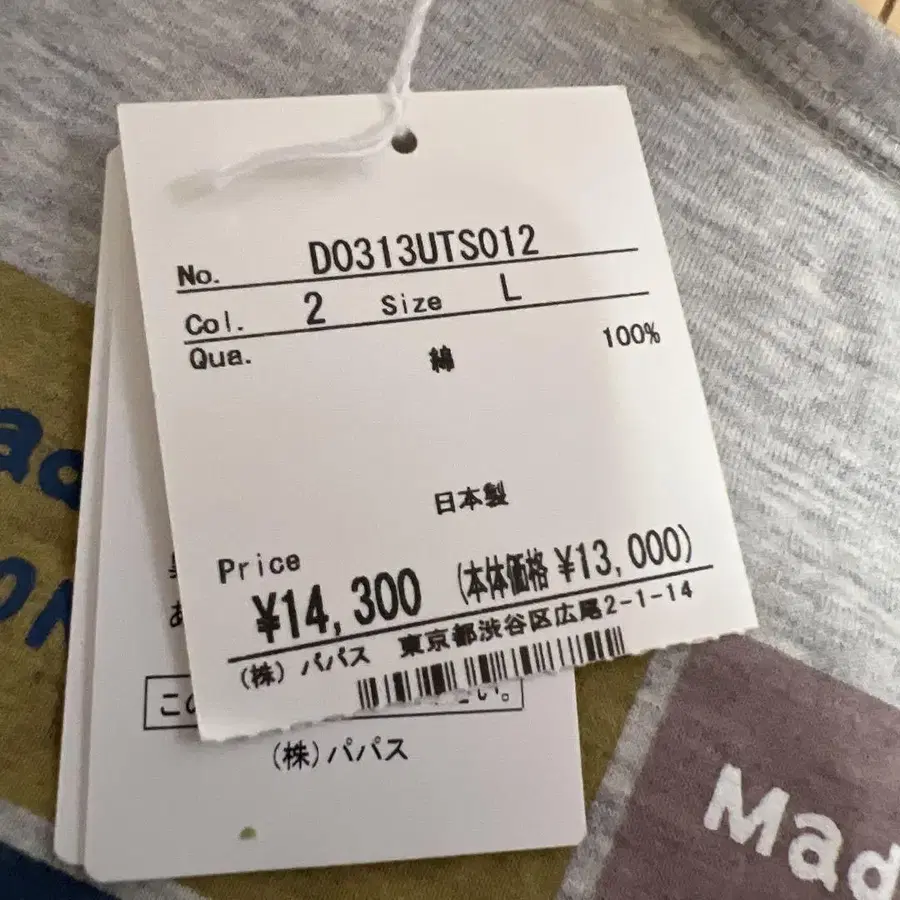 No. D0313UTS012
Col. 2 Size L
Qua. 綿 100%
日本製
Price
¥14,300 (本体価格 ¥13,000)
(株) パパス 東京都渋谷区広尾2-1-14
(株)パパス
Mad